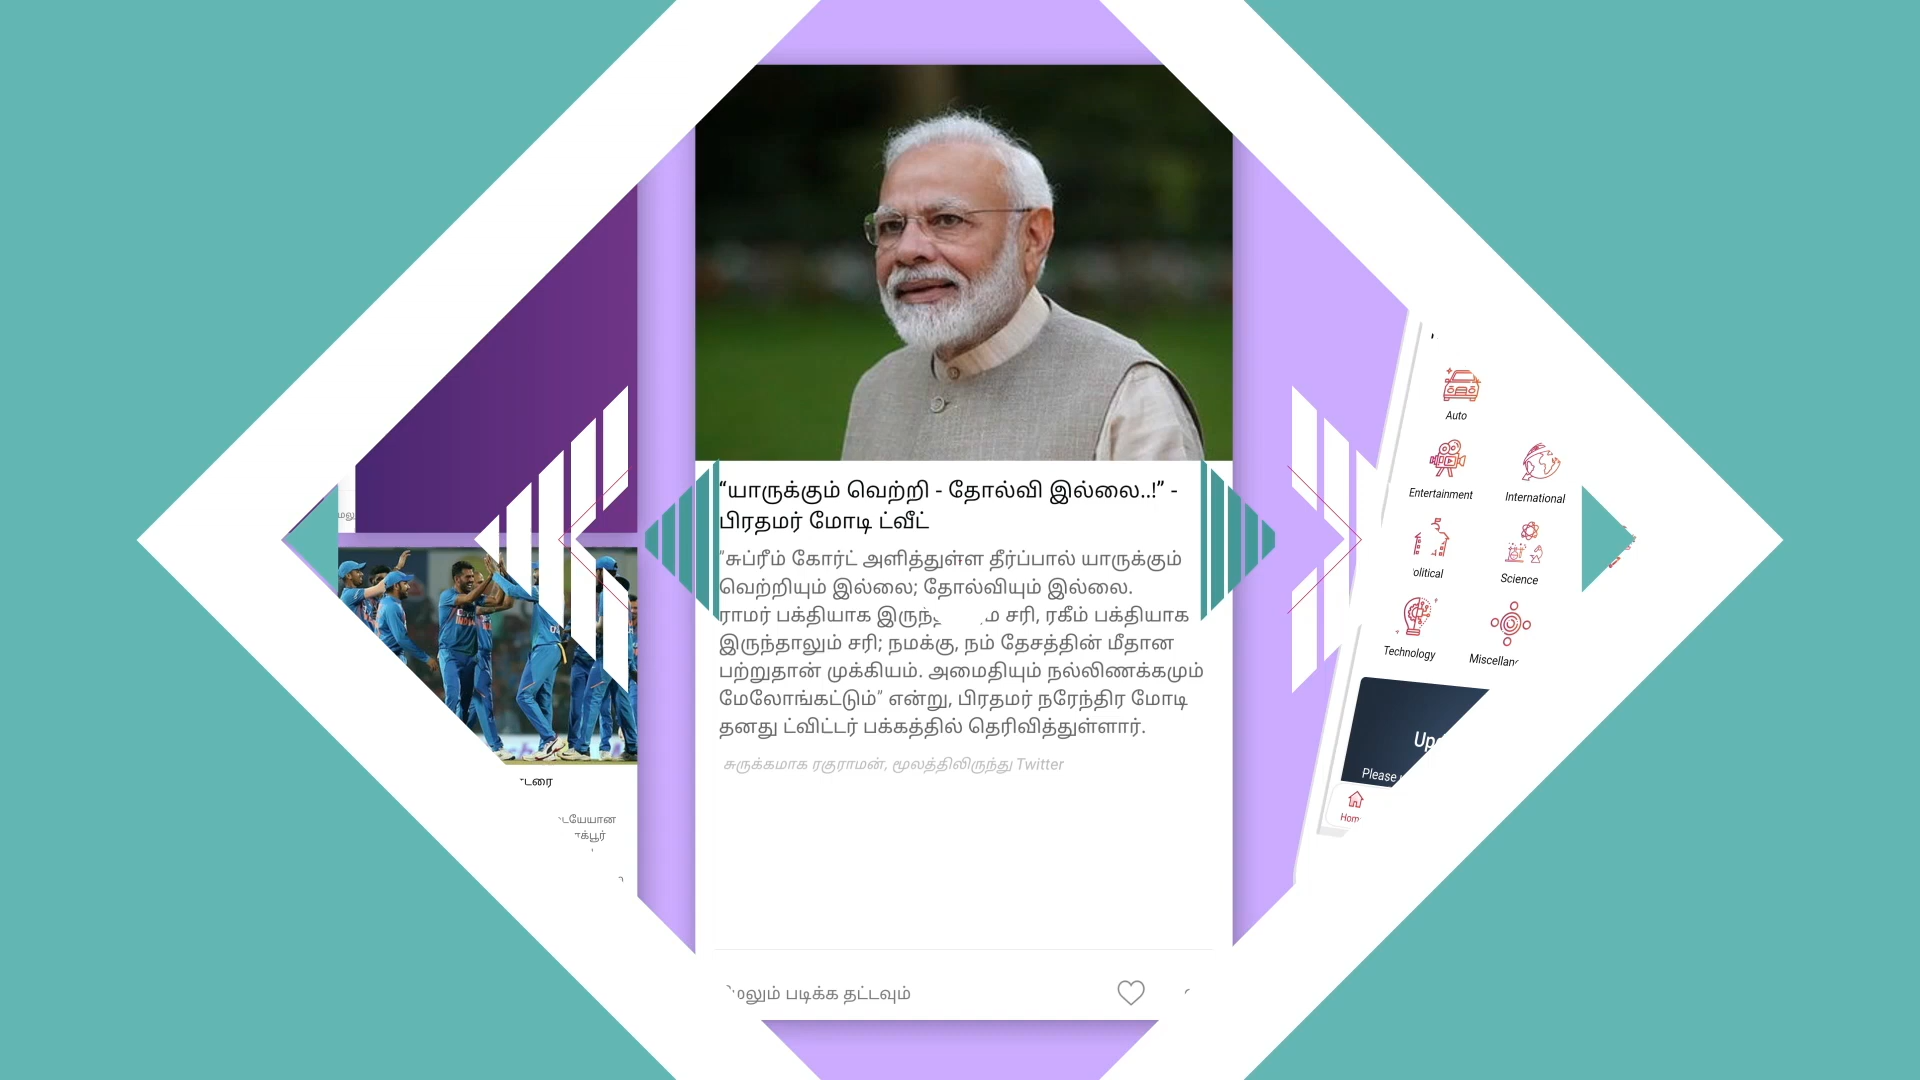 “யாருக்கும் வெற்றி - தோல்வி இல்லை..!” -
பிரதமர் மோடி ட்வீட்
"சுப்ரீம் கோர்ட் அளித்துள்ள தீர்ப்பால் யாருக்கும்
வெற்றியும் இல்லை; தோல்வியும் இல்லை.
ராமர் பக்தியாக சரி, ரகீம் பக்தியாக
இருந்தாலும் சரி; நமக்கு, நம் தேசத்தின் மீதான
பற்றுதான் முக்கியம். அமைதியும் நல்லிணக்கமும்
மேலோங்கட்டும்" என்று, பிரதமர் நரேந்திர மோடி
தனது ட்விட்டர் பக்கத்தில் தெரிவித்துள்ளார்.
சுருக்கமாக ரகுராமன், மூலத்திலிருந்து Twitter
படிக்க தட்டவும்
Auto
Entertainment International
Science
Technology
Please